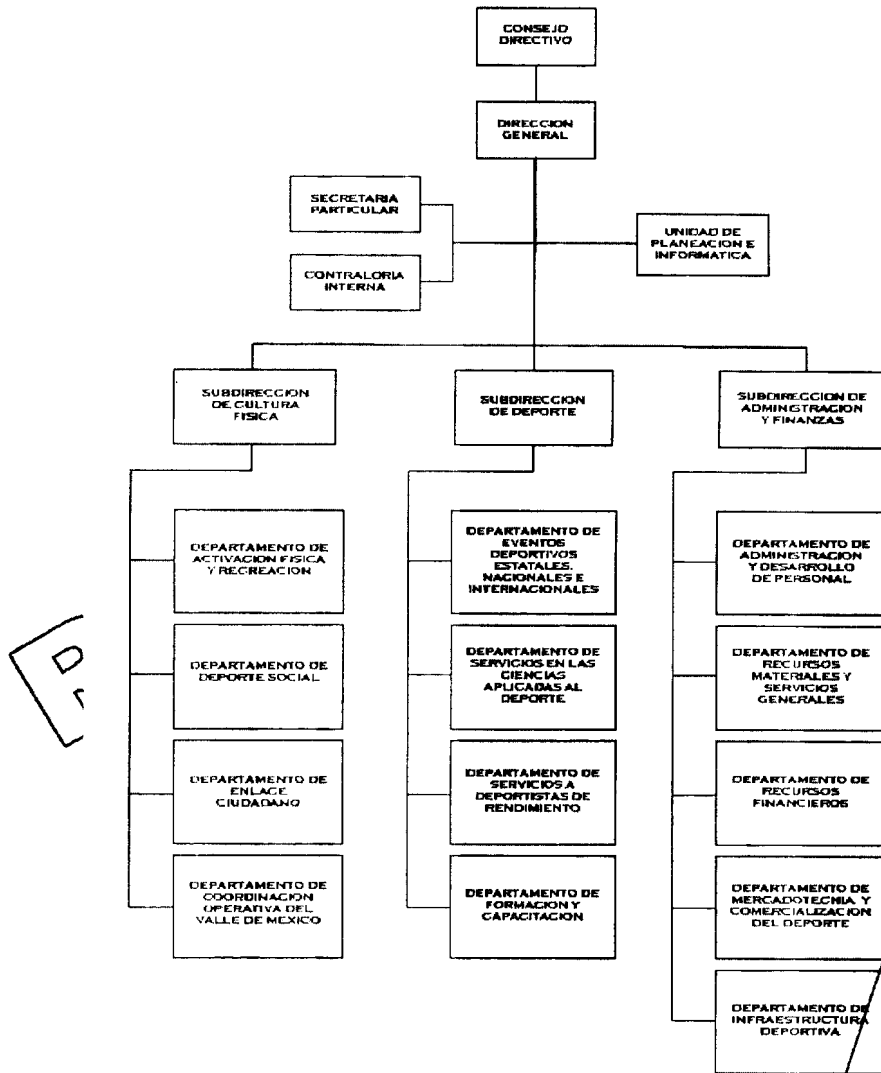 CONSEJO
DIRECTIVO
DIRECCION
GENERAL
SECRETARIA
PARTICULAR
CONTRALORIA
INTERNA
UNIDAD DE
PLANEACION E
INFORMATICA
SUBDIRECCION
DE CULTURA
FISICA
SUBDIRECCION
DE DEPORTE
SUBDIRECCION DE
ADMINISTRACION
Y FINANZAS
DEPARTAMENTO DE
ACTIVACION FISICA
Y RECREACION
DEPARTAMENTO DE
DEPORTE SOCIAL
DEPARTAMENTO DE
ENLACE
CIUDADANO
DEPARTAMENTO DE
COORDINACION
OPERATIVA DEL
VALLE DE MEXICO
DEPARTAMENTO DE
EVENTOS
DEPORTIVOS
ESTATALES,
NACIONALES E
INTERNACIONALES
DEPARTAMENTO DE
SERVICIOS EN LAS
CIENCIAS
APLICADAS AL
DEPORTE
DEPARTAMENTO DE
SERVICIOS A
DEPORTISTAS DE
RENDIMIENTO
DEPARTAMENTO DE
FORMACION Y
CAPACITACION
DEPARTAMENTO DE
ADMINISTRACION
Y DESARROLLO
DE PERSONAL
DEPARTAMENTO DE
RECURSOS
MATERIALES Y
SERVICIOS
GENERALES
DEPARTAMENTO DE
RECURSOS
FINANCIEROS
DEPARTAMENTO DE
MERCADOTECNIA Y
COMERCIALIZACION
DEL DEPORTE
DEPARTAMENTO DE
INFRAESTRUCTURA
DEPORTIVA